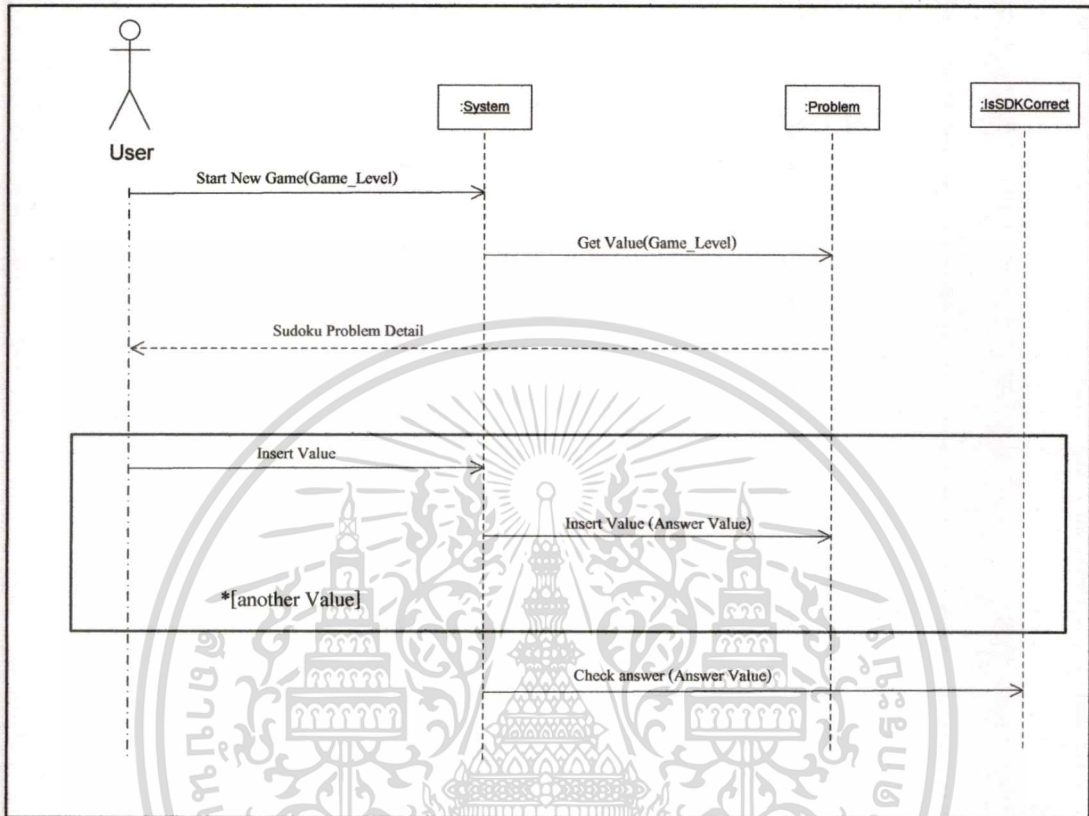 :System
:Problem
:IsSDKCorrect
User
Start New Game(Game_Level)
Get Value(Game_Level)
Sudoku Problem Detail
Insert Value
Insert Value (Answer Value)
*[another Value]
Check answer (Answer Value)